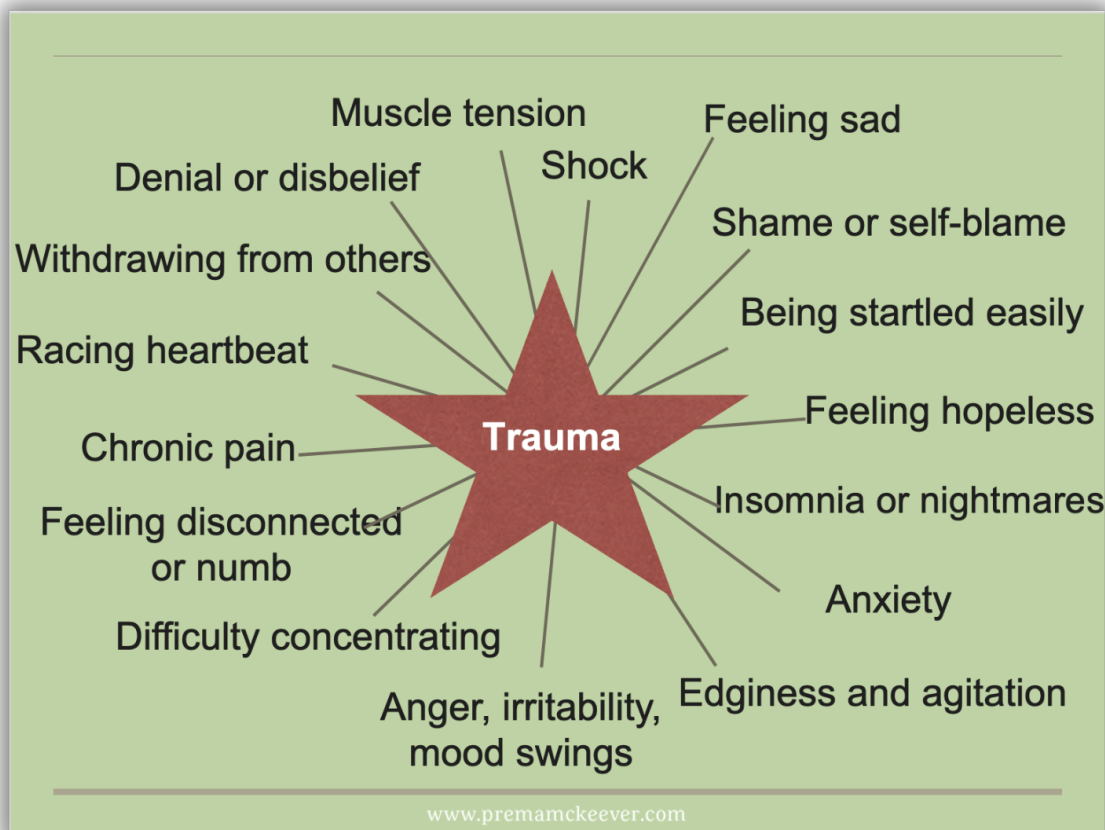 Muscle tension
Feeling sad
Denial or disbelief
Shock
Withdrawing from others
Shame or self-blame
Racing heartbeat
Being startled easily
Chronic pain
Trauma
Feeling hopeless
Feeling disconnected
or numb
Insomnia or nightmares
Difficulty concentrating
Anxiety
Anger, irritability,
mood swings
Edginess and agitation
www.premamckeever.com